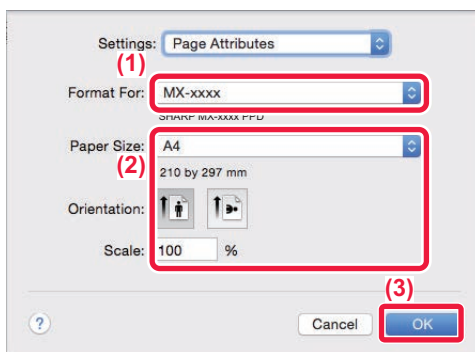 Settings: Page Attributes
(1)
Format For: MX-xxxx
SHARP MX-xxxx PPD
Paper Size: A4
(2)
210 by 297 mm
Orientation:
Scale: 100 %
(3)
? Cancel OK